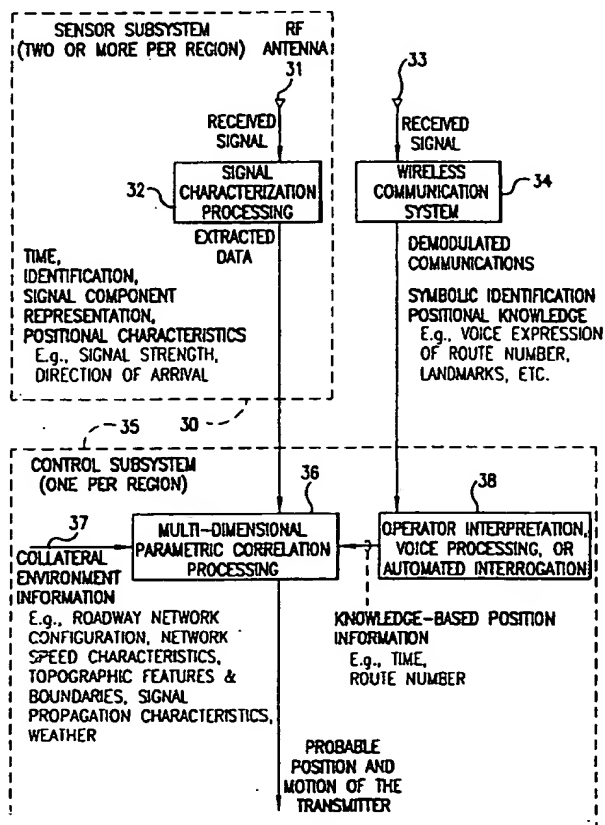 SENSOR SUBSYSTEM
(TWO OR MORE PER REGION)
RF
ANTENNA
31
33
RECEIVED
SIGNAL
RECEIVED
SIGNAL
32
SIGNAL
CHARACTERIZATION
PROCESSING
WIRELESS
COMMUNICATION
SYSTEM
34
EXTRACTED
DATA
DEMODULATED
COMMUNICATIONS
TIME,
IDENTIFICATION,
SIGNAL COMPONENT
REPRESENTATION,
POSITIONAL CHARACTERISTICS
E.g., SIGNAL STRENGTH,
DIRECTION OF ARRIVAL
SYMBOLIC IDENTIFICATION
POSITIONAL KNOWLEDGE
E.g., VOICE EXPRESSION
OF ROUTE NUMBER,
LANDMARKS, ETC.
30
35
CONTROL SUBSYSTEM
(ONE PER REGION)
36
38
37
MULTI-DIMENSIONAL
PARAMETRIC CORRELATION
PROCESSING
OPERATOR INTERPRETATION,
VOICE PROCESSING, OR
AUTOMATED INTERROGATION
COLLATERAL
ENVIRONMENT
INFORMATION
E.g., ROADWAY NETWORK
CONFIGURATION, NETWORK
SPEED CHARACTERISTICS,
TOPOGRAPHIC FEATURES &
BOUNDARIES, SIGNAL
PROPAGATION CHARACTERISTICS,
WEATHER
KNOWLEDGE-BASED POSITION
INFORMATION
E.g., TIME,
ROUTE NUMBER
PROBABLE
POSITION AND
MOTION OF THE
TRANSMITTER